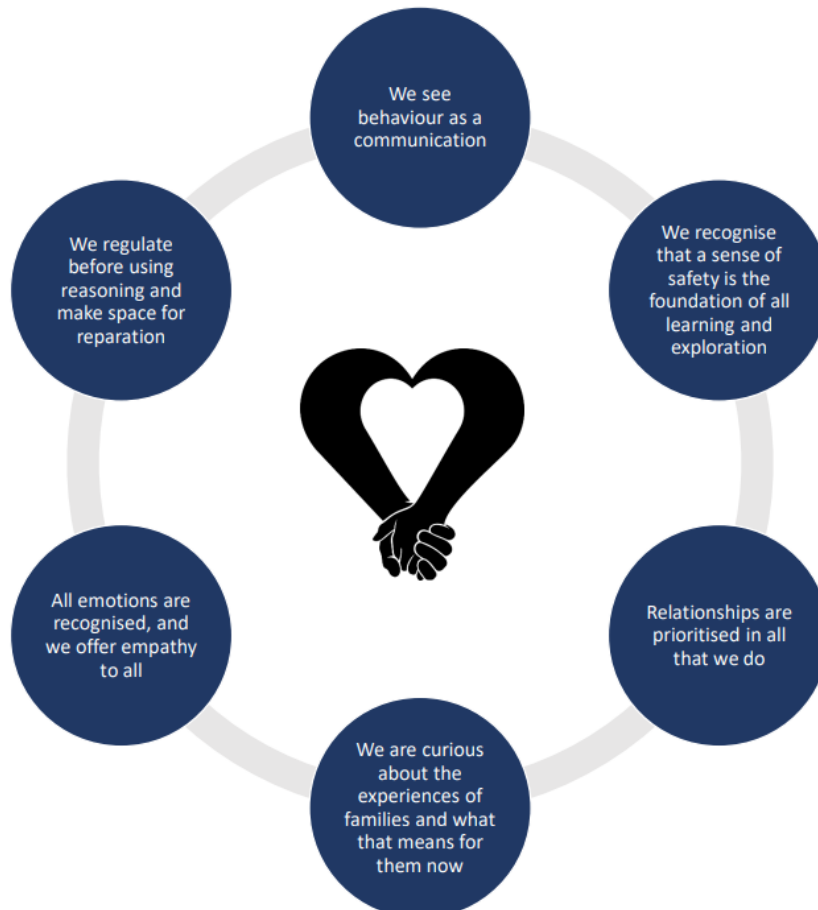 We see
behaviour as a
communication
We recognise
that a sense of
safety is the
foundation of all
learning and
exploration
Relationships are
prioritised in all
that we do
We are curious
about the
experiences of
families and what
that means for
them now
All emotions are
recognised, and
we offer empathy
to all
We regulate
before using
reasoning and
make space for
reparation